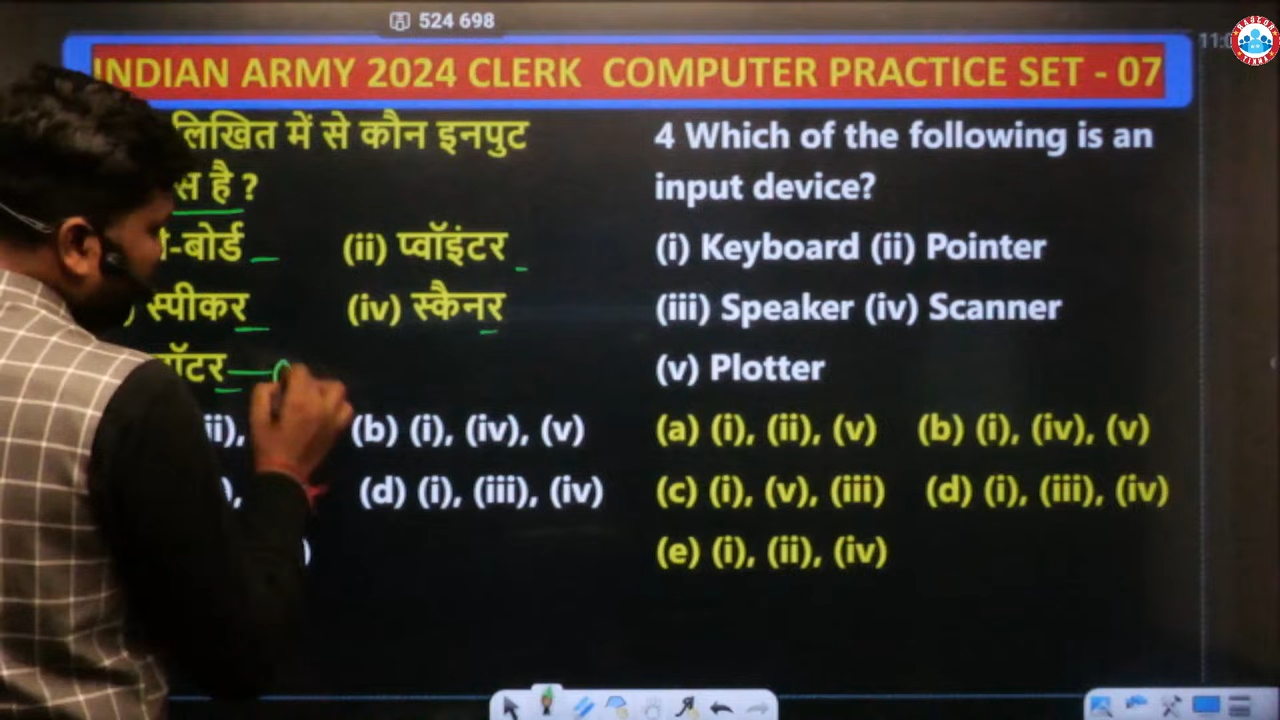 524 698
INDIAN ARMY 2024 CLERK COMPUTER PRACTICE SET - 07
लिखित में से कौन इनपुट
स है ?
-बोर्ड (ii) प्वॉइंटर
स्पीकर (iv) स्कैनर
ॉटर
ii), (b) (i), (iv), (v)
), (d) (i), (iii), (iv)
)
4 Which of the following is an
input device?
(i) Keyboard (ii) Pointer
(iii) Speaker (iv) Scanner
(v) Plotter
(a) (i), (ii), (v) (b) (i), (iv), (v)
(c) (i), (v), (iii) (d) (i), (iii), (iv)
(e) (i), (ii), (iv)